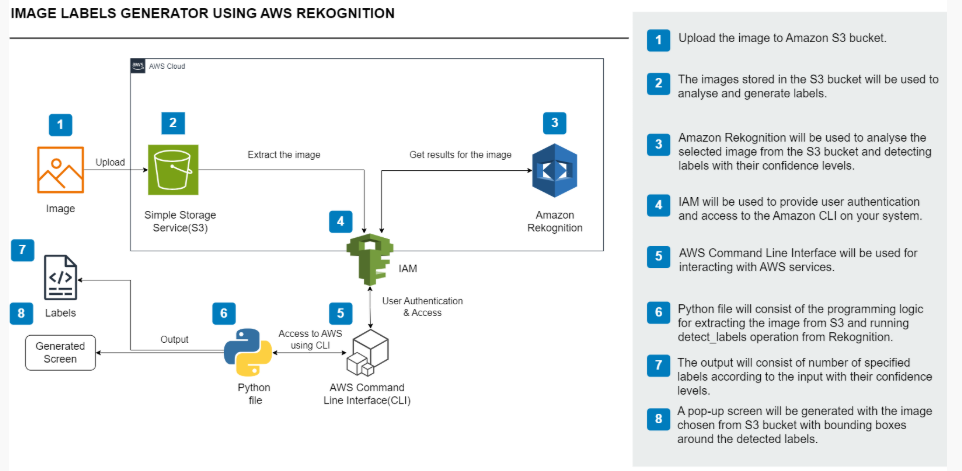 IMAGE LABELS GENERATOR USING AWS REKOGNITION
aws
AWS Cloud
1
2
3
Upload
Extract the image
Get results for the image
Image
Simple Storage
Service(S3)
Amazon
Rekognition
4
IAM
7
Labels
User Authentication
& Access
8
6
5
Generated
Screen
Output
Access to AWS
using CLI
Python
file
AWS Command
Line Interface(CLI)
1
Upload the image to Amazon S3 bucket.
2
The images stored in the S3 bucket will be used to
analyse and generate labels.
3
Amazon Rekognition will be used to analyse the
selected image from the S3 bucket and detecting
labels with their confidence levels.
4
IAM will be used to provide user authentication
and access to the Amazon CLI on your system.
5
AWS Command Line Interface will be used for
interacting with AWS services.
6
Python file will consist of the programming logic
for extracting the image from S3 and running
detect_labels operation from Rekognition.
7
The output will consist of number of specified
labels according to the input with their confidence
levels.
8
A pop-up screen will be generated with the image
chosen from S3 bucket with bounding boxes
around the detected labels.